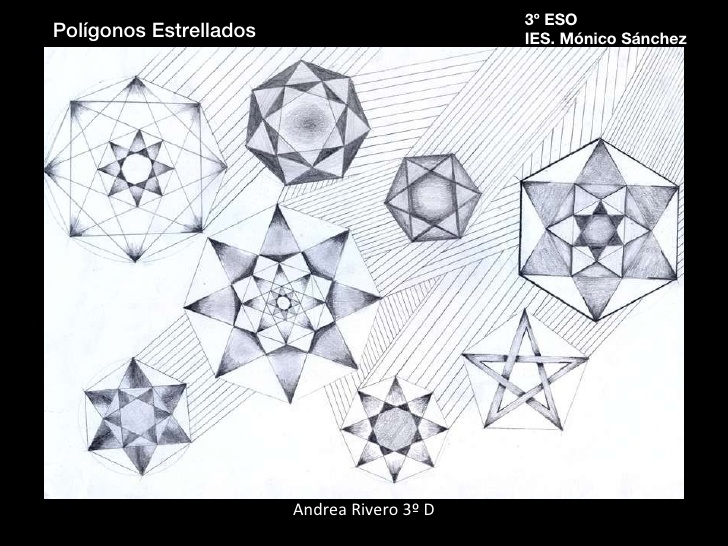 Polígonos Estrellados
3º ESO
IES. Mónico Sánchez
Andrea Rivero 3º D